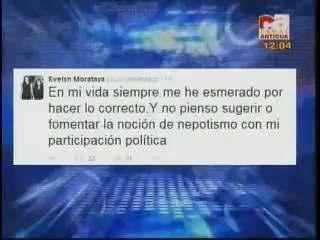 CANAL
ANTIGUA
12:04
Evelyn Morataya
En mi vida siempre me he esmerado por
hacer lo correcto.Y no pienso sugerir o
fomentar la noción de nepotismo con mi
participación política